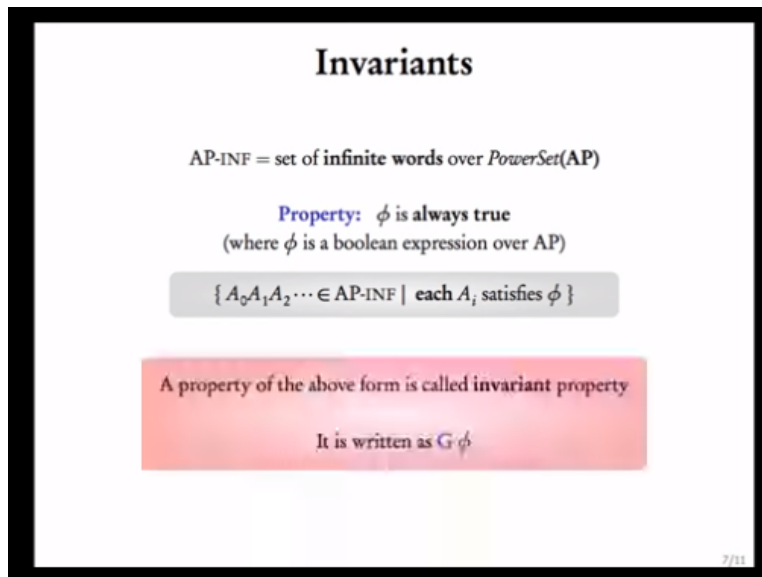 Invariants
AP-INF = set of infinite words over PowerSet(AP)
Property: ϕ is always true
(where ϕ is a boolean expression over AP)
{ A₀A₁A₂⋯ ∈ AP-INF | each Aᵢ satisfies ϕ }
A property of the above form is called invariant property
It is written as G ϕ
7/11